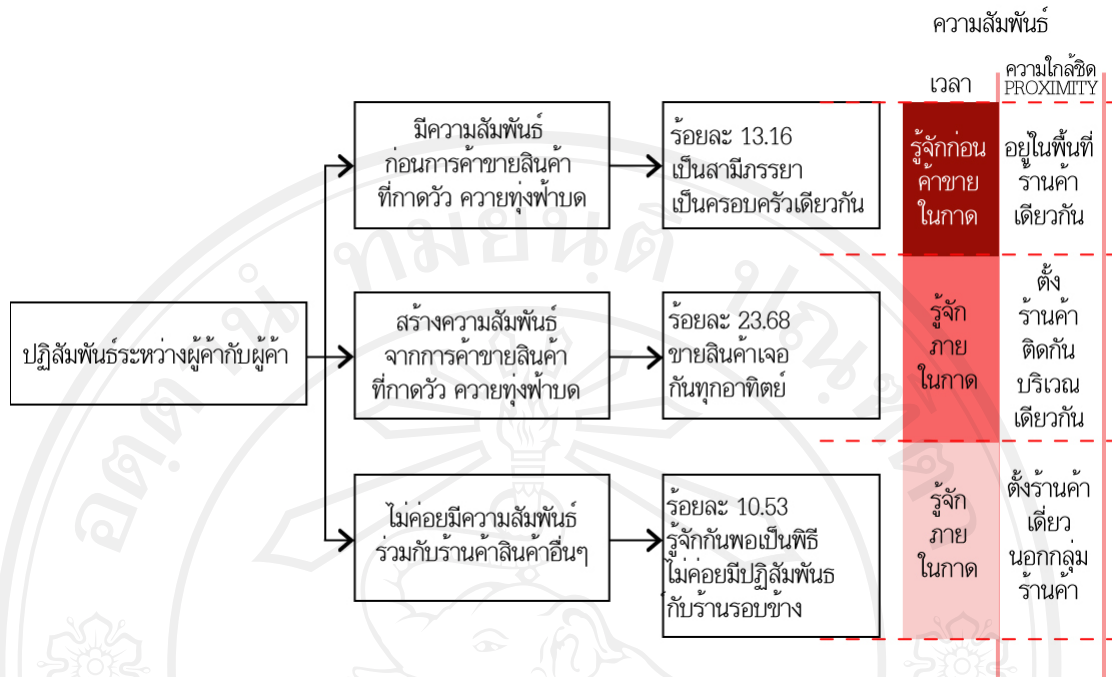 ความสัมพันธ์
เวลา
ความใกล้ชิด
PROXIMITY
ปฏิสัมพันธ์ระหว่างผู้ค้ากับผู้ค้า
มีความสัมพันธ์
ก่อนการค้าขายสินค้า
ที่กาดวัว ควายทุ่งฟ้าบด
ร้อยละ 13.16
เป็นสามีภรรยา
เป็นครอบครัวเดียวกัน
รู้จักก่อน
ค้าขาย
ในกาด
อยู่ในพื้นที่
ร้านค้า
เดียวกัน
สร้างความสัมพันธ์
จากการค้าขายสินค้า
ที่กาดวัว ควายทุ่งฟ้าบด
ร้อยละ 23.68
ขายสินค้าเจอ
กันทุกอาทิตย์
รู้จัก
ภาย
ในกาด
ตั้ง
ร้านค้า
ติดกัน
บริเวณ
เดียวกัน
ไม่ค่อยมีความสัมพันธ์
ร่วมกับร้านค้าสินค้าอื่นๆ
ร้อยละ 10.53
รู้จักกันพอเป็นพิธี
ไม่ค่อยมีปฏิสัมพันธ
กับร้านรอบข้าง
รู้จัก
ภาย
ในกาด
ตั้งร้านค้า
เดี่ยว
นอกกลุ่ม
ร้านค้า